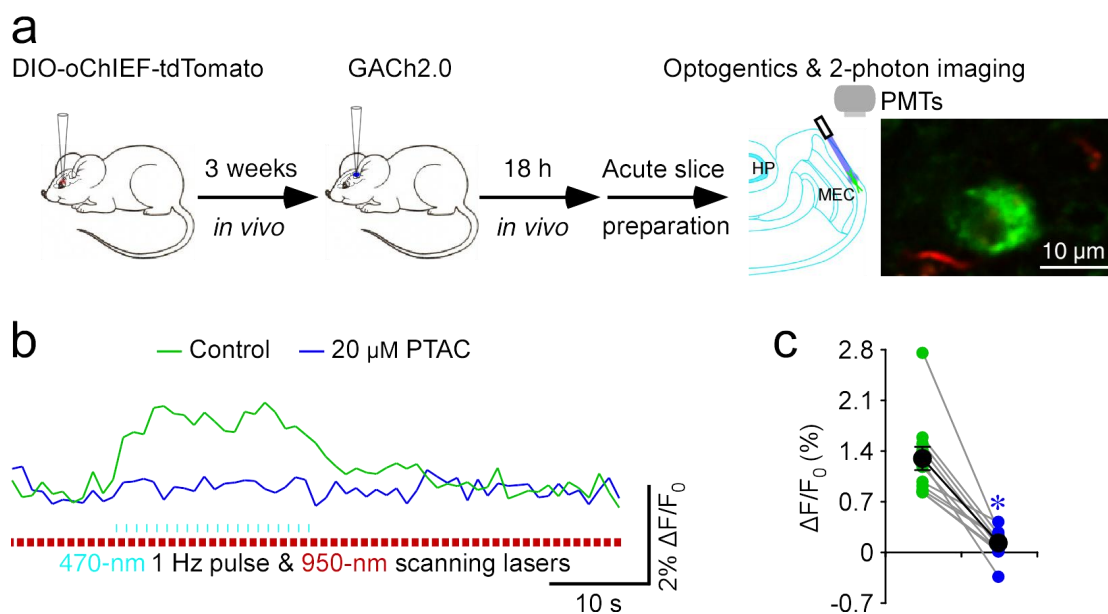 a
DIO-oChIEF-tdTomato
GACh2.0
Optogentics & 2-photon imaging
PMTs
3 weeks
in vivo
18 h
in vivo
Acute slice
preparation
HP
MEC
10 µm
b
Control
20 µM PTAC
2% ΔF/F0
470-nm 1 Hz pulse & 950-nm scanning lasers
10 s
c
ΔF/F0 (%)
2.8
2.1
1.4
0.7
0
-0.7
*